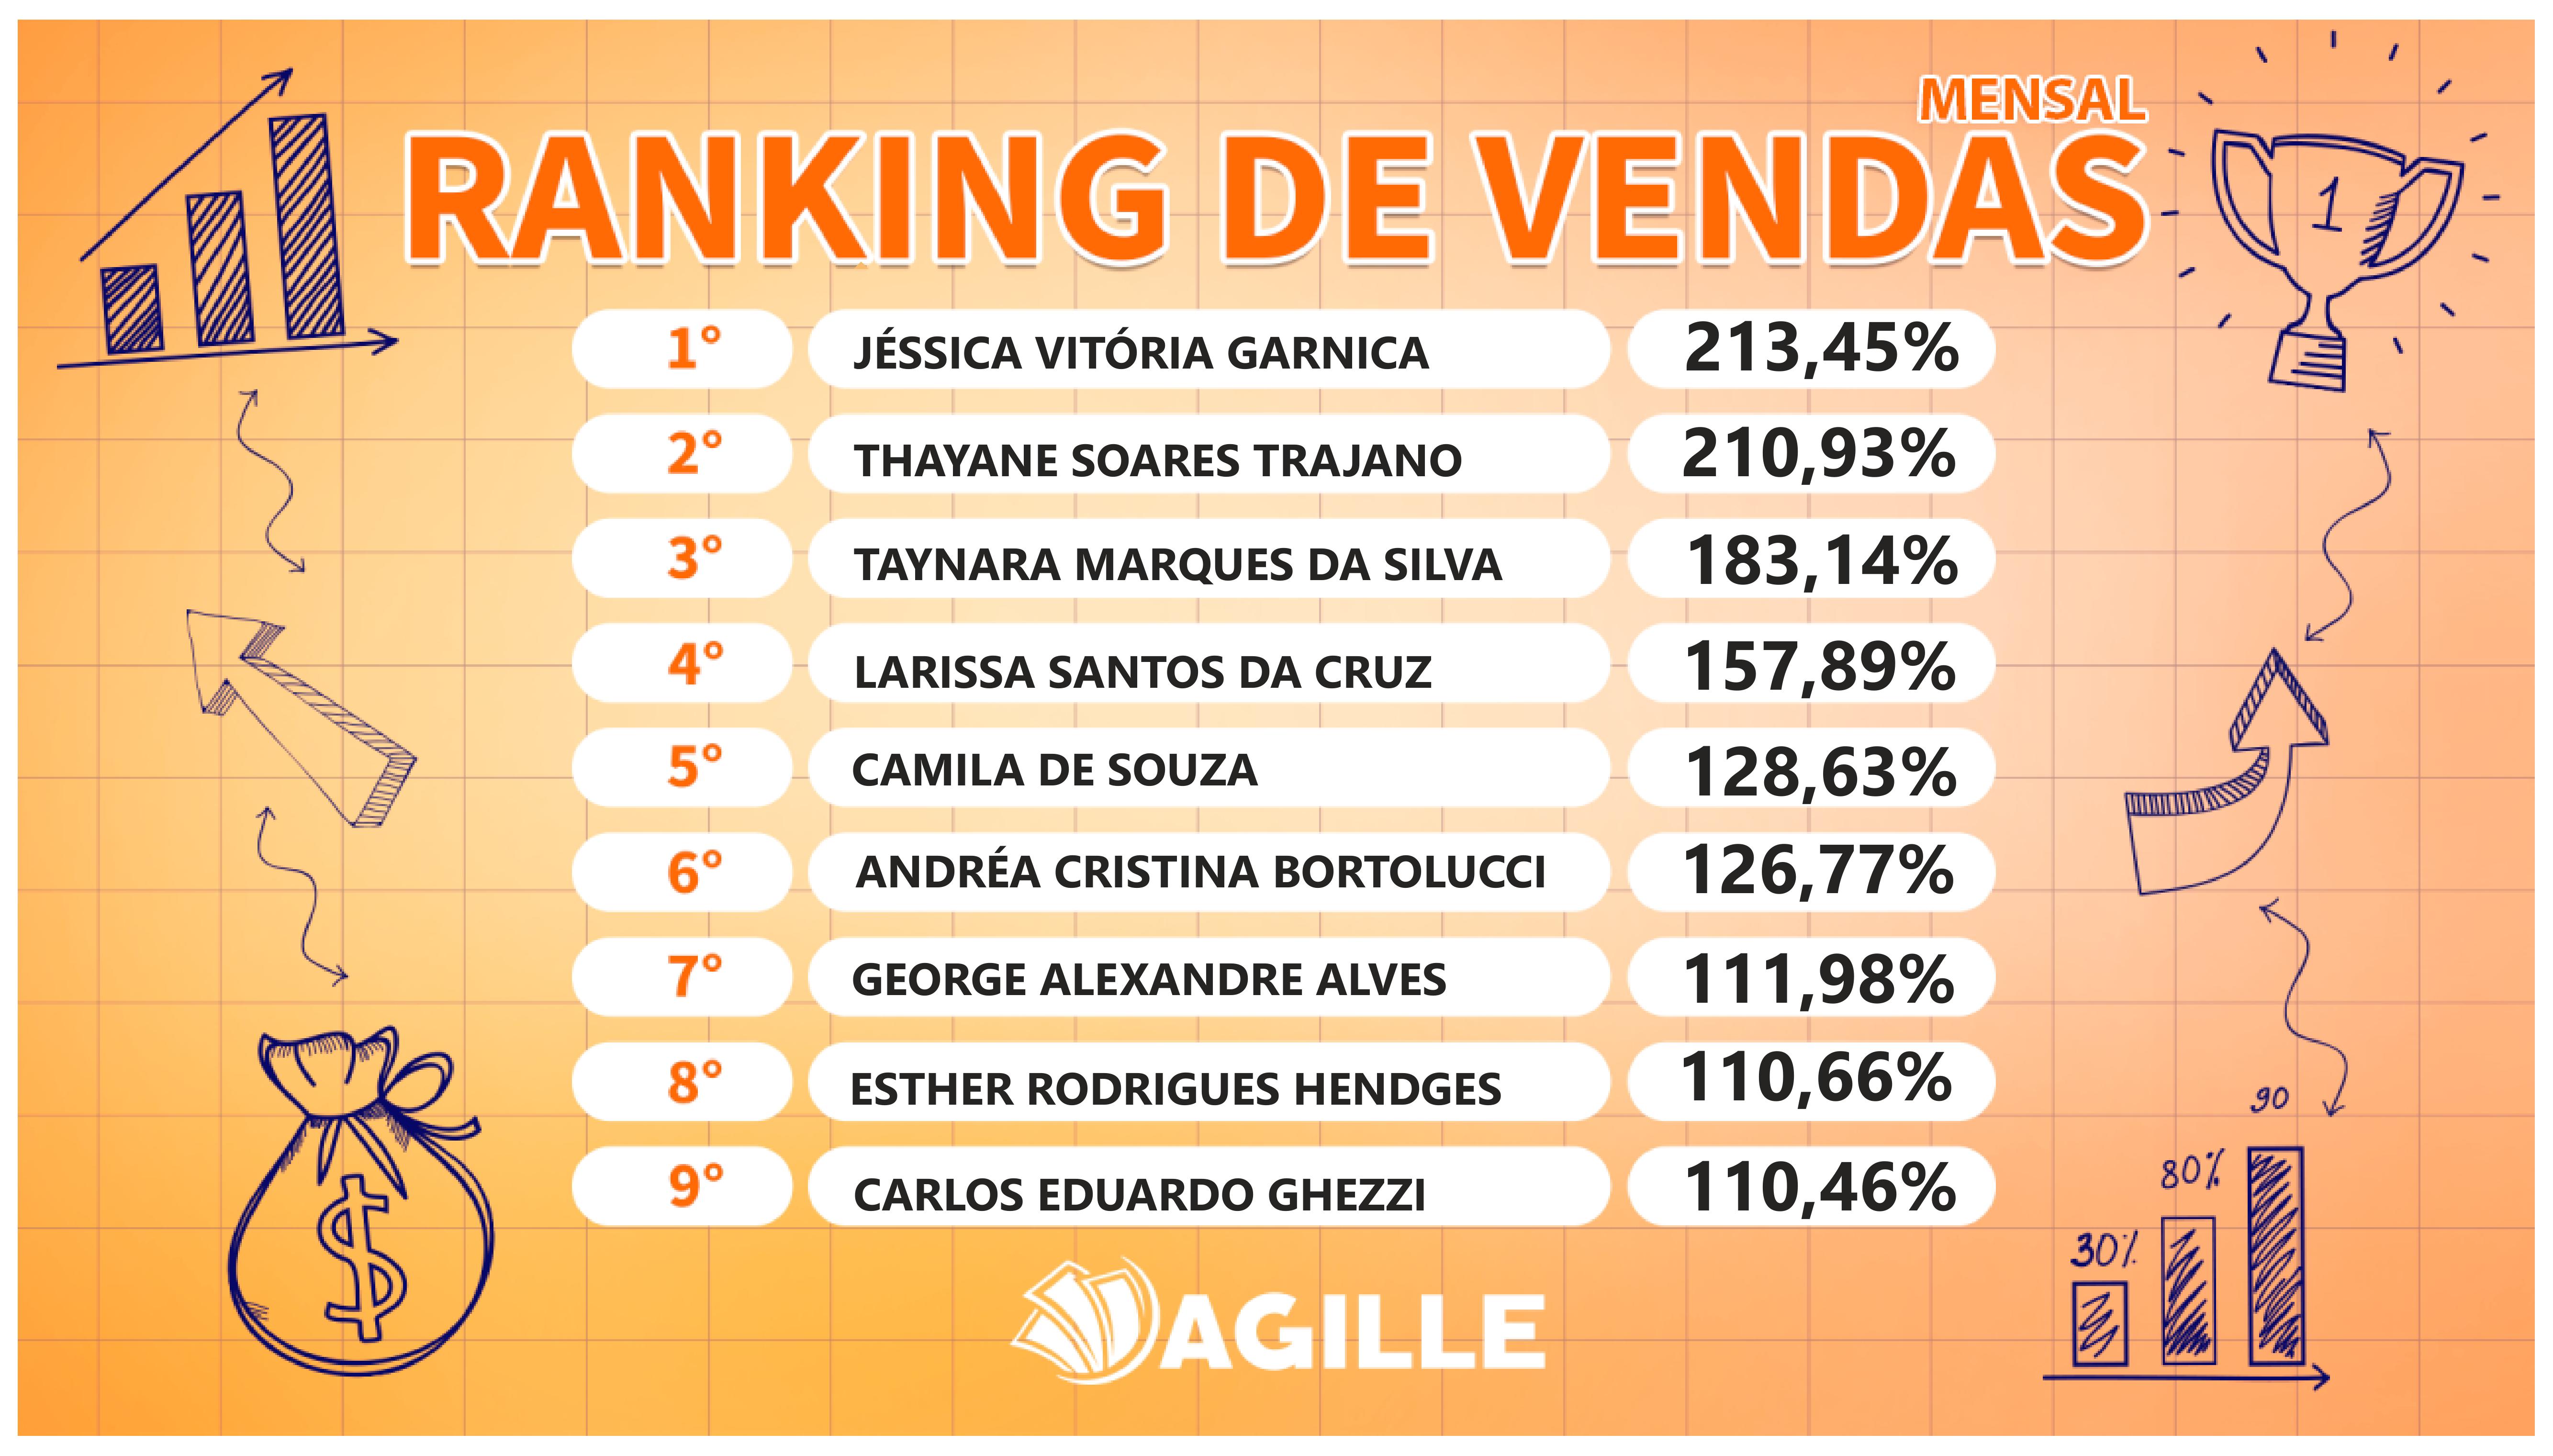 MENSAL
RANKING DE VENDAS
1
1° JÉSSICA VITÓRIA GARNICA 213,45%
2° THAYANE SOARES TRAJANO 210,93%
3° TAYNARA MARQUES DA SILVA 183,14%
4° LARISSA SANTOS DA CRUZ 157,89%
5° CAMILA DE SOUZA 128,63%
6° ANDRÉA CRISTINA BORTOLUCCI 126,77%
7° GEORGE ALEXANDRE ALVES 111,98%
8° ESTHER RODRIGUES HENDGES 110,66%
9° CARLOS EDUARDO GHEZZI 110,46%
$
30%
80%
90
AGILLE